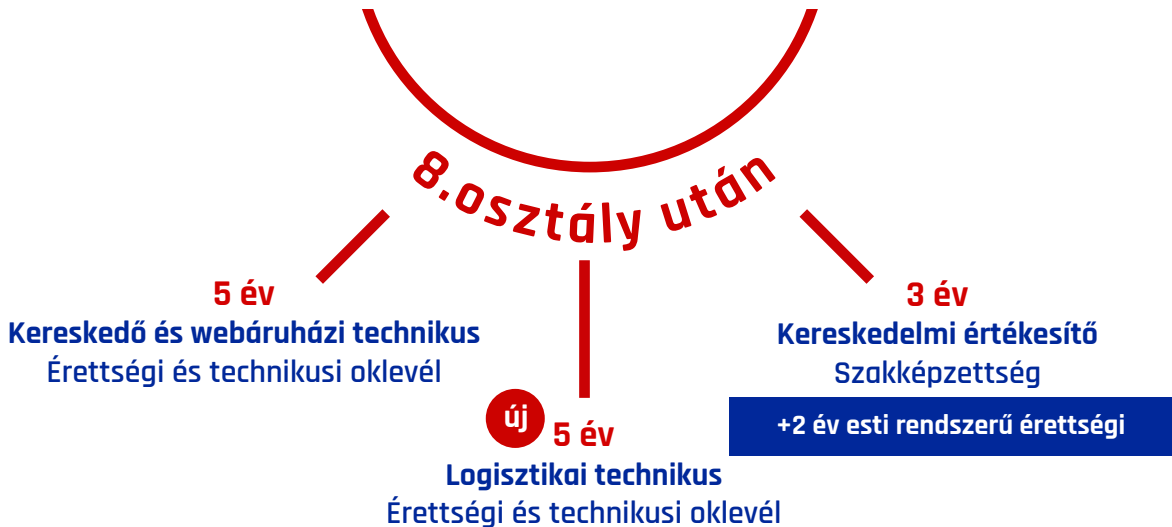 8.osztály után
5 év
Kereskedő és webáruházi technikus
Érettségi és technikusi oklevél
új
5 év
Logisztikai technikus
Érettségi és technikusi oklevél
3 év
Kereskedelmi értékesítő
Szakképzettség
+2 év esti rendszerű érettségi